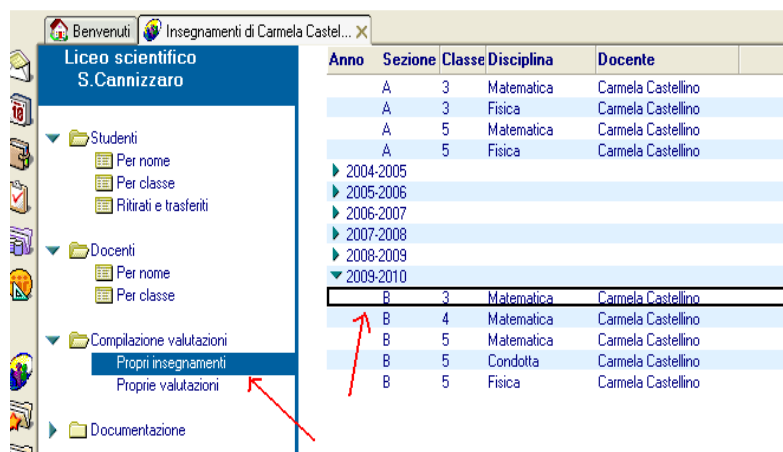 Benvenuti
Insegnamenti di Carmela Castel...
Liceo scientifico
S.Cannizzaro
Studenti
Per nome
Per classe
Ritirati e trasferiti
Docenti
Per nome
Per classe
Compilazione valutazioni
Propri insegnamenti
Proprie valutazioni
Documentazione
Anno Sezione Classe Disciplina Docente
A 3 Matematica Carmela Castellino
A 3 Fisica Carmela Castellino
A 5 Matematica Carmela Castellino
A 5 Fisica Carmela Castellino
2004-2005
2005-2006
2006-2007
2007-2008
2008-2009
2009-2010
B 3 Matematica Carmela Castellino
B 4 Matematica Carmela Castellino
B 5 Matematica Carmela Castellino
B 5 Condotta Carmela Castellino
B 5 Fisica Carmela Castellino